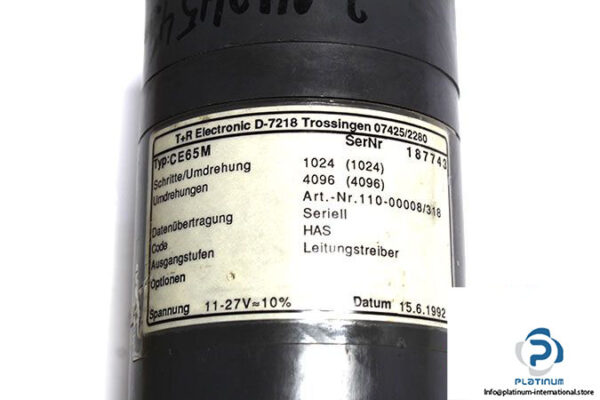 T+R Electronic D-7218 Trossingen 07425/2280
Typ:CE65M SerNr 187743
Schritte/Umdrehung 1024 (1024)
Umdrehungen 4096 (4096)
Art.-Nr.110-00008/318
Datenübertragung Seriell
Code HAS
Ausgangstufen Leitungstreiber
Optionen
Spannung 11-27V=10% Datum 15.6.1992
PLATINUM
Email:info@platinum-international.store